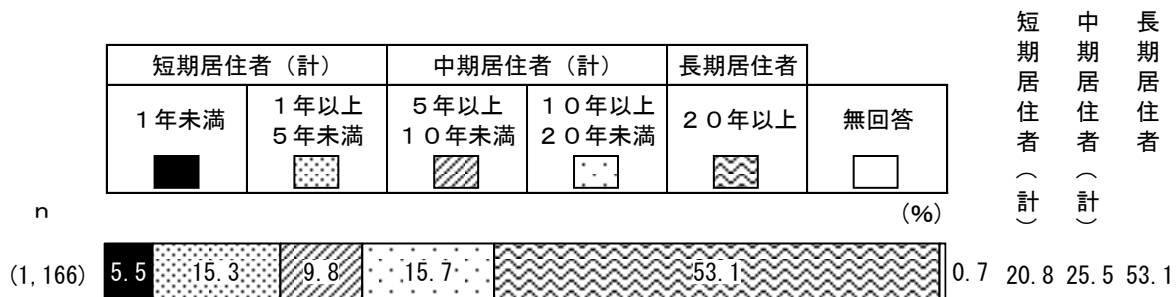 短期居住者（計）
中期居住者（計）
長期居住者
１年未満
１年以上
５年未満
５年以上
１０年未満
１０年以上
２０年未満
２０年以上
無回答
短期居住者（計）
中期居住者（計）
長期居住者
ｎ
(%)
(1,166)
5.5
15.3
9.8
15.7
53.1
0.7
20.8
25.5
53.1